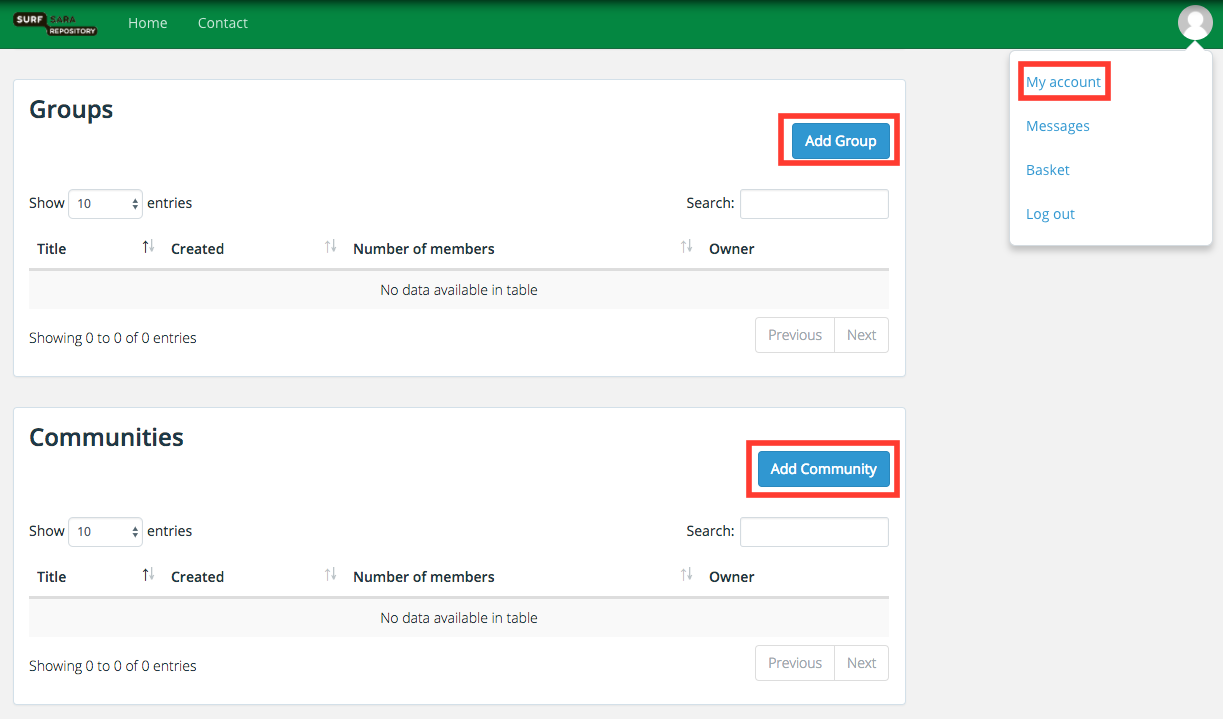 SURF SARA
REPOSITORY
Home Contact
My account
Messages
Basket
Log out
Groups
Add Group
Show 10 entries Search:
Title Created Number of members Owner
No data available in table
Showing 0 to 0 of 0 entries
Previous Next
Communities
Add Community
Show 10 entries Search:
Title Created Number of members Owner
No data available in table
Showing 0 to 0 of 0 entries
Previous Next